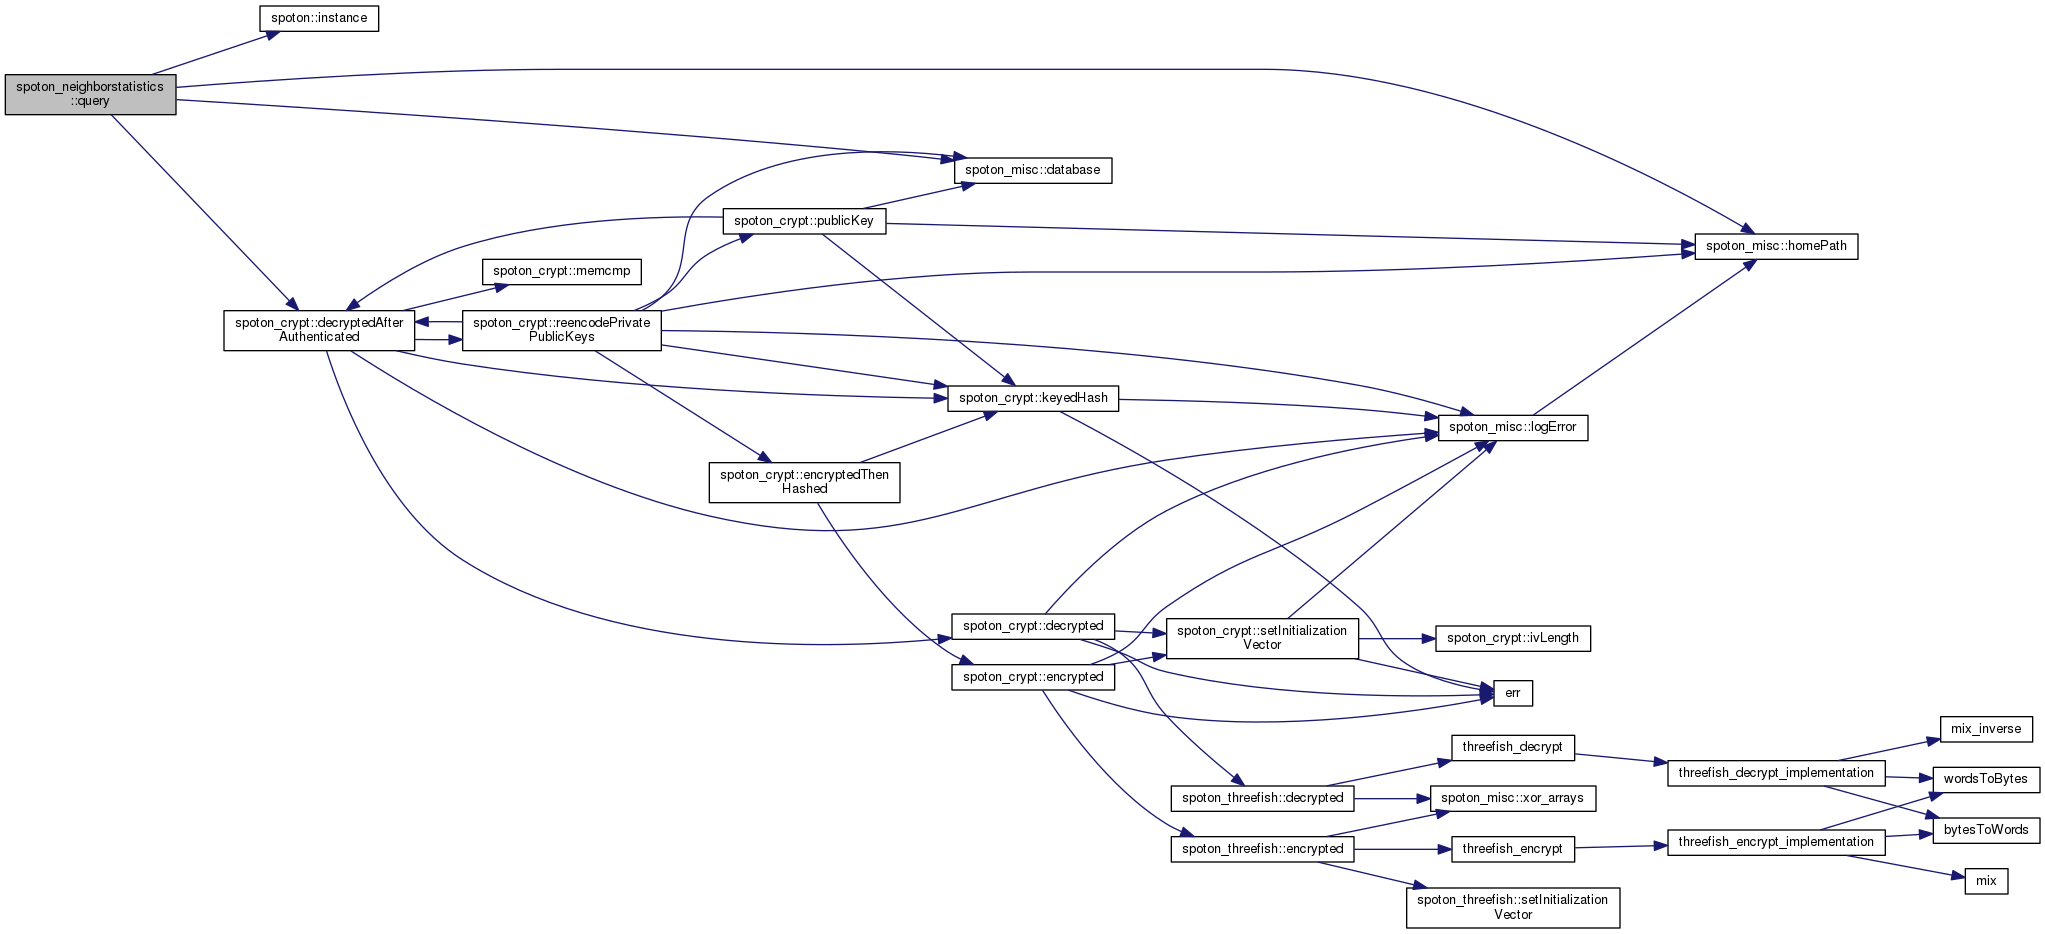 spoton::instance
spoton_neighborstatistics
::query
spoton_misc::database
spoton_crypt::publicKey
spoton_misc::homePath
spoton_crypt::memcmp
spoton_crypt::decryptedAfter
Authenticated
spoton_crypt::reencodePrivate
PublicKeys
spoton_crypt::keyedHash
spoton_misc::logError
spoton_crypt::encryptedThen
Hashed
spoton_crypt::decrypted
spoton_crypt::setInitialization
Vector
spoton_crypt::ivLength
spoton_crypt::encrypted
err
mix_inverse
threefish_decrypt
threefish_decrypt_implementation
wordsToBytes
spoton_threefish::decrypted
spoton_misc::xor_arrays
bytesToWords
spoton_threefish::encrypted
threefish_encrypt
threefish_encrypt_implementation
mix
spoton_threefish::setInitialization
Vector